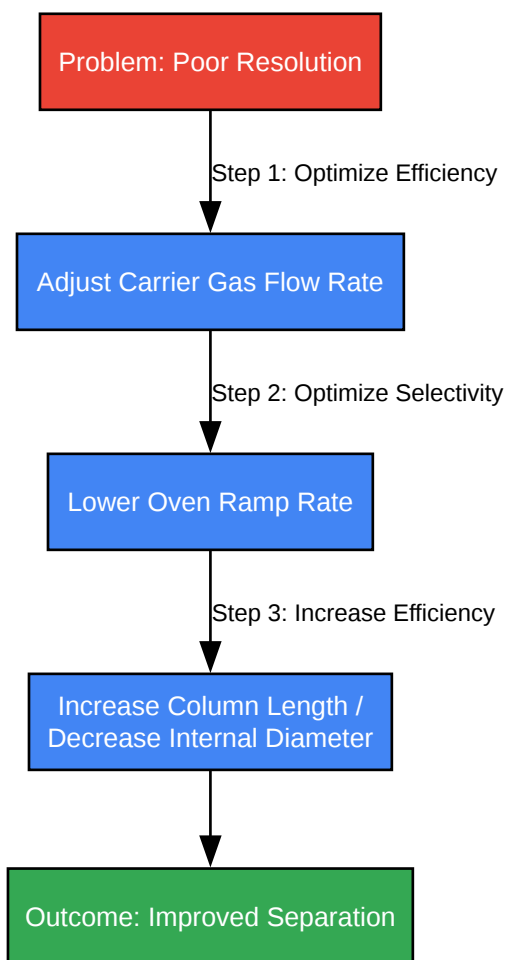 Problem: Poor Resolution
Step 1: Optimize Efficiency
Adjust Carrier Gas Flow Rate
Step 2: Optimize Selectivity
Lower Oven Ramp Rate
Step 3: Increase Efficiency
Increase Column Length /
Decrease Internal Diameter
Outcome: Improved Separation